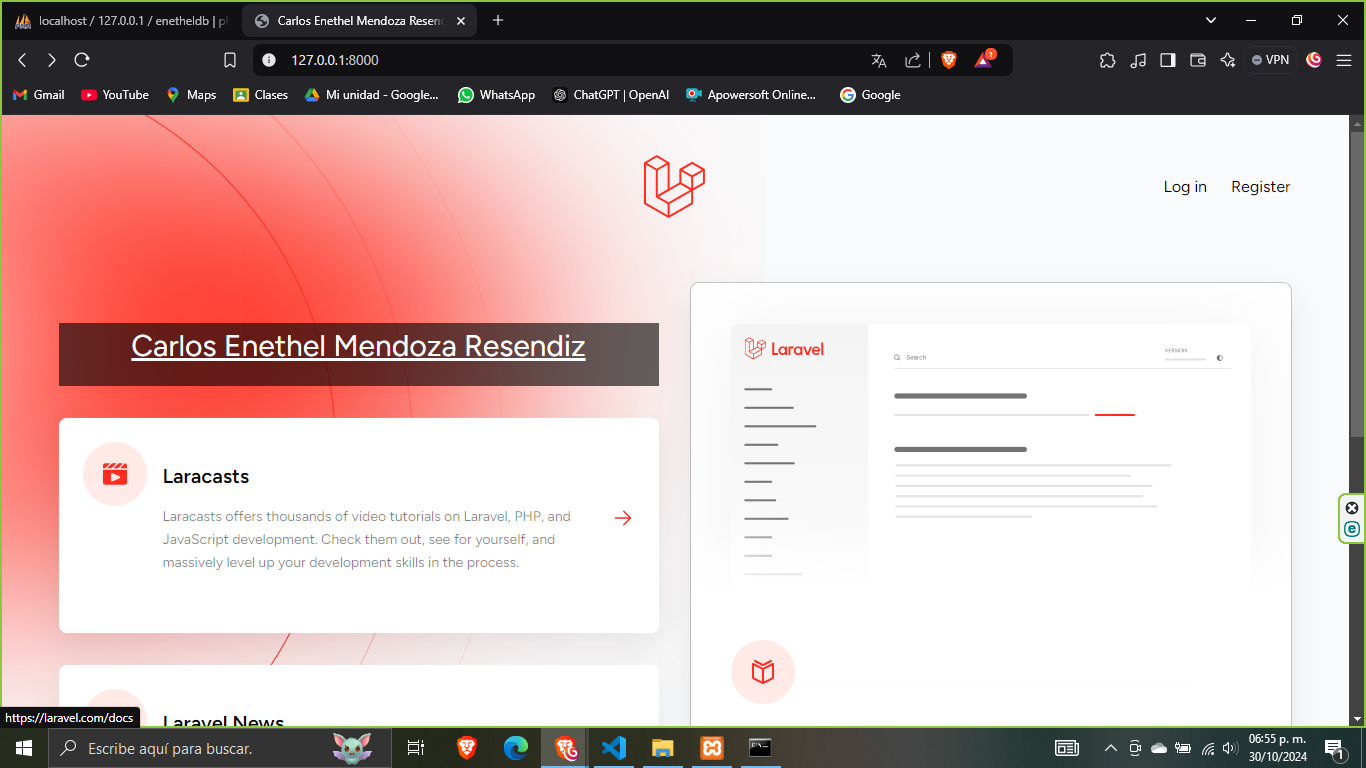 localhost / 127.0.0.1 / enetheldb | p
Carlos Enethel Mendoza Resen
127.0.0.1:8000
1
VPN
Gmail
YouTube
Maps
Clases
Mi unidad - Google...
WhatsApp
ChatGPT | OpenAI
Apowersoft Online...
Google
Log in
Register
Carlos Enethel Mendoza Resendiz
Laracasts
Laracasts offers thousands of video tutorials on Laravel, PHP, and
JavaScript development. Check them out, see for yourself, and
massively level up your development skills in the process.
Laravel News
Laravel
Search
VERSION
https://laravel.com/docs
Escribe aquí para buscar.
06:55 p. m.
30/10/2024
1